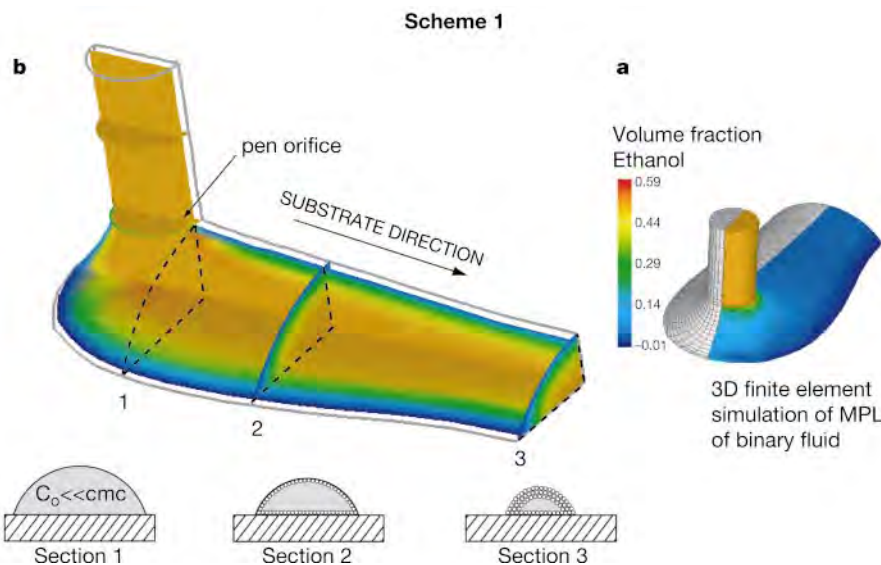 Scheme 1
b
pen orifice
SUBSTRATE DIRECTION
1
2
3
C₀<<cmc
Section 1
Section 2
Section 3
a
Volume fraction
Ethanol
0.59
0.44
0.29
0.14
−0.01
3D finite element
simulation of MPL
of binary fluid